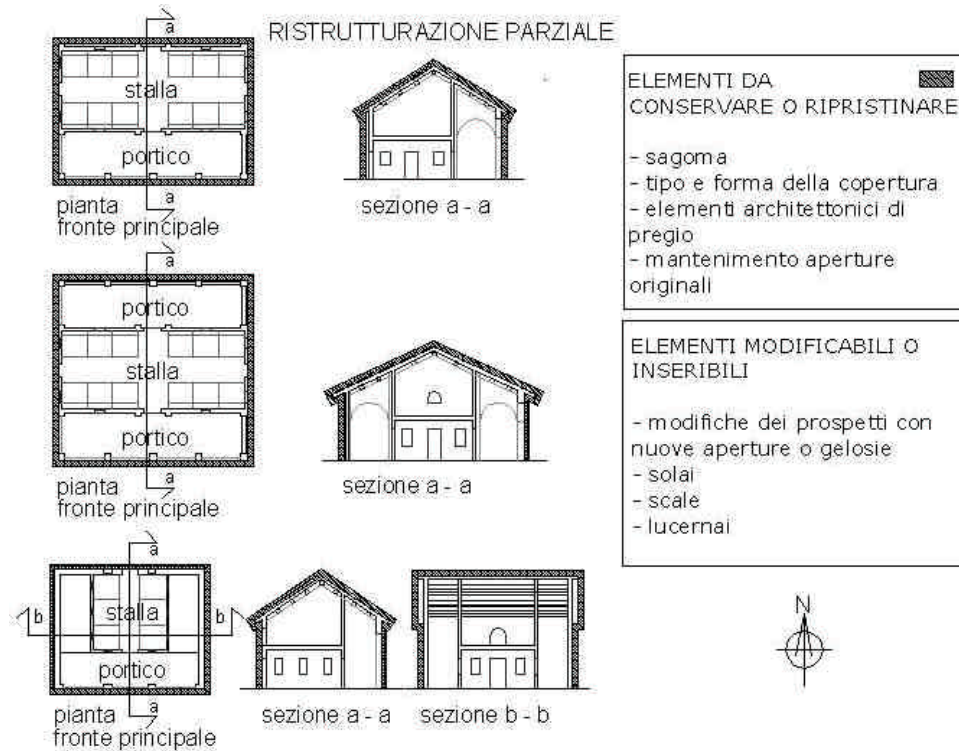 RISTRUTTURAZIONE PARZIALE
a
stalla
portico
a
pianta
fronte principale
sezione a - a
a
portico
stalla
portico
a
pianta
fronte principale
sezione a - a
a
b
stalla
b
portico
a
pianta
fronte principale
sezione a - a
sezione b - b
ELEMENTI DA
CONSERVARE O RIPRISTINARE
- sagoma
- tipo e forma della copertura
- elementi architettonici di
pregio
- mantenimento aperture
originali
ELEMENTI MODIFICABILI O
INSERIBILI
- modifiche dei prospetti con
nuove aperture o gelosie
- solai
- scale
- lucernai
N